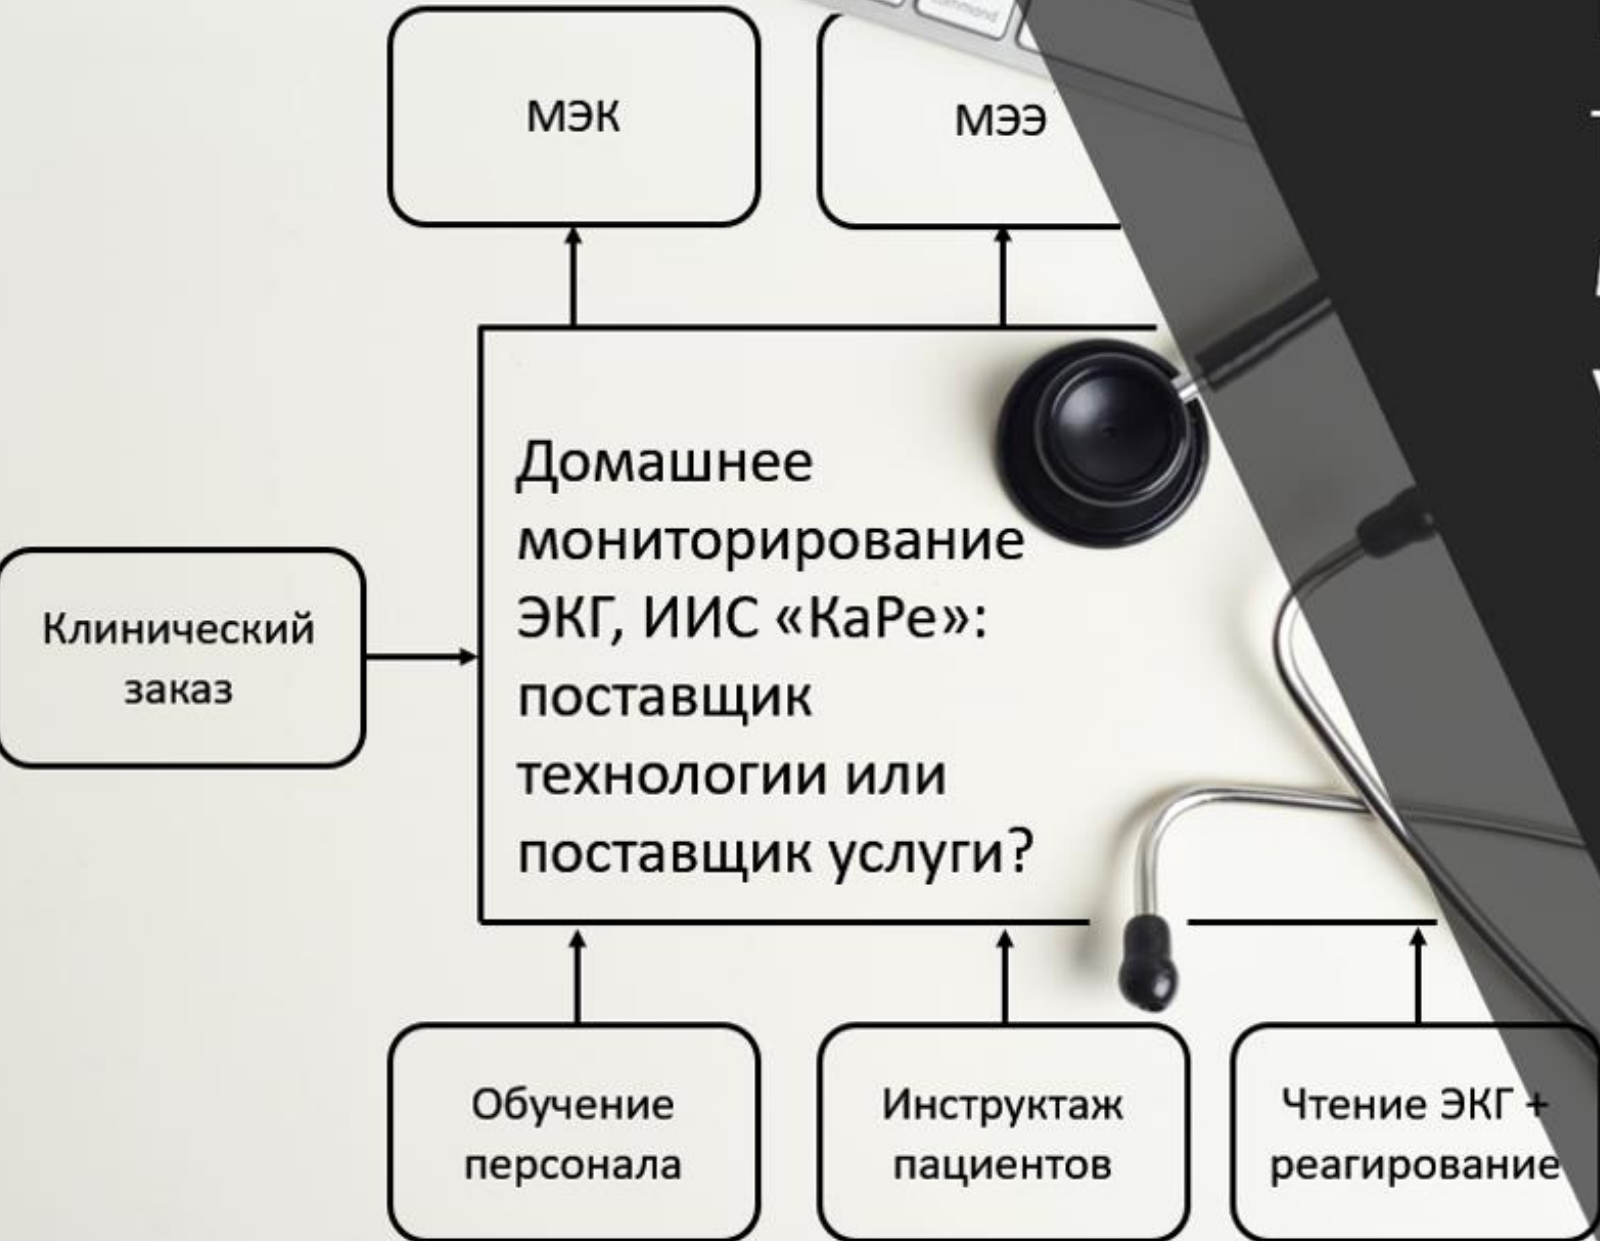 command
МЭК
МЭЭ
Домашнее
мониторирование
ЭКГ, ИИС «КаРе»:
поставщик
технологии или
поставщик услуги?
Клинический
заказ
Обучение
персонала
Инструктаж
пациентов
Чтение ЭКГ +
реагирование